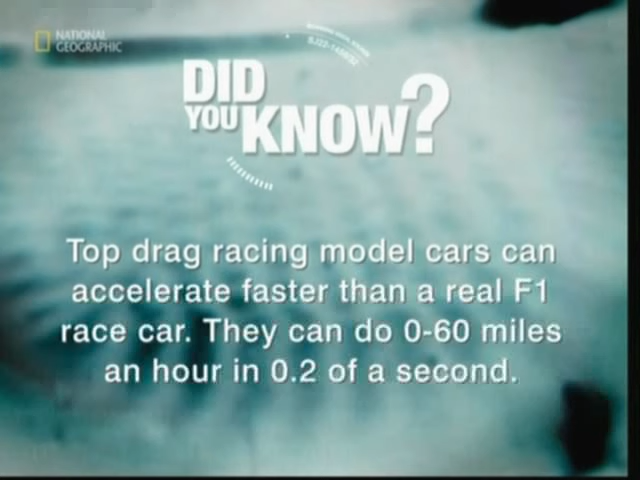 NATIONAL
GEOGRAPHIC
DID
YOU KNOW?
Top drag racing model cars can
accelerate faster than a real F1
race car. They can do 0-60 miles
an hour in 0.2 of a second.